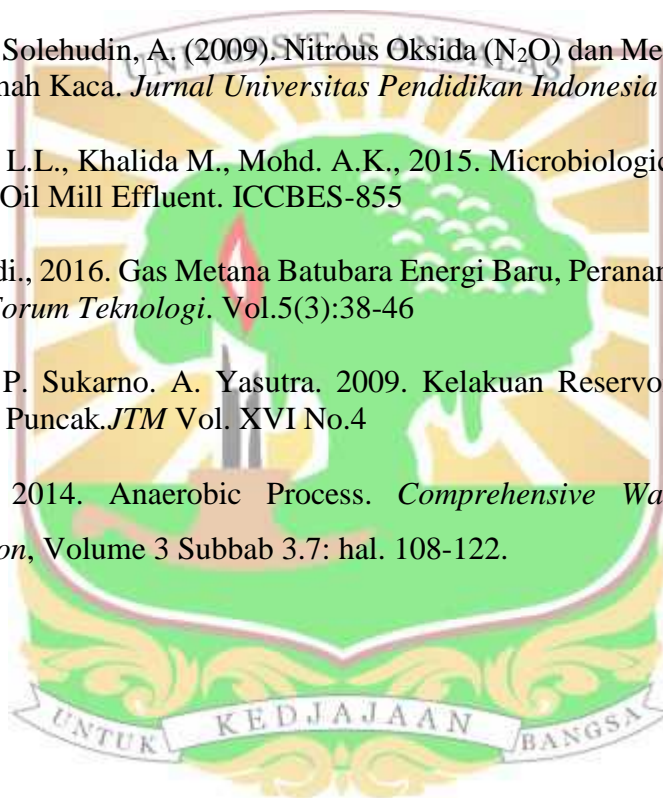 UNIVERSITAS ANDALAS
Solehudin, A. (2009). Nitrous Oksida (N₂O) dan Me
nah Kaca. Jurnal Universitas Pendidikan Indonesia
L.L., Khalida M., Mohd. A.K., 2015. Microbiologic
Oil Mill Effluent. ICCBES-855
di., 2016. Gas Metana Batubara Energi Baru, Peranan
Forum Teknologi. Vol.5(3):38-46
P. Sukarno. A. Yasutra. 2009. Kelakuan Reservo
Puncak.JTM Vol. XVI No.4
2014. Anaerobic Process. Comprehensive Wa
on, Volume 3 Subbab 3.7: hal. 108-122.
UNTUK KEDJAJAAN BANGSA